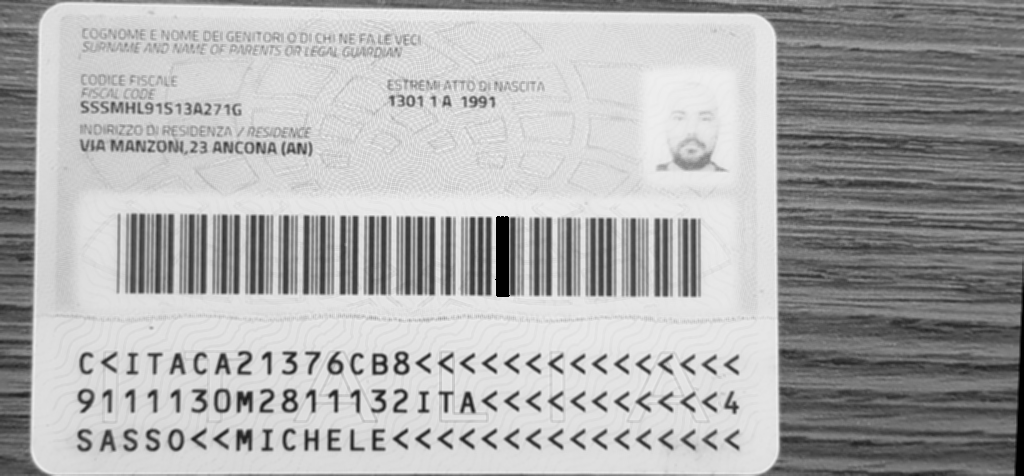 COGNOME E NOME DEI GENITORI O DI CHI NE FA LE VECI
SURNAME AND NAME OF PARENTS OR LEGAL GUARDIAN
CODICE FISCALE
FISCAL CODE
SSSMHL91S13A271G
ESTREMI ATTO DI NASCITA
1301 1 A 1991
INDIRIZZO DI RESIDENZA / RESIDENCE
VIA MANZONI,23 ANCONA (AN)
C<ITACA21376CB8<<<<<<<<<<<<<<<
9111130M2811132ITA<<<<<<<<<<<4
SASSO<<MICHELE<<<<<<<<<<<<<<<<